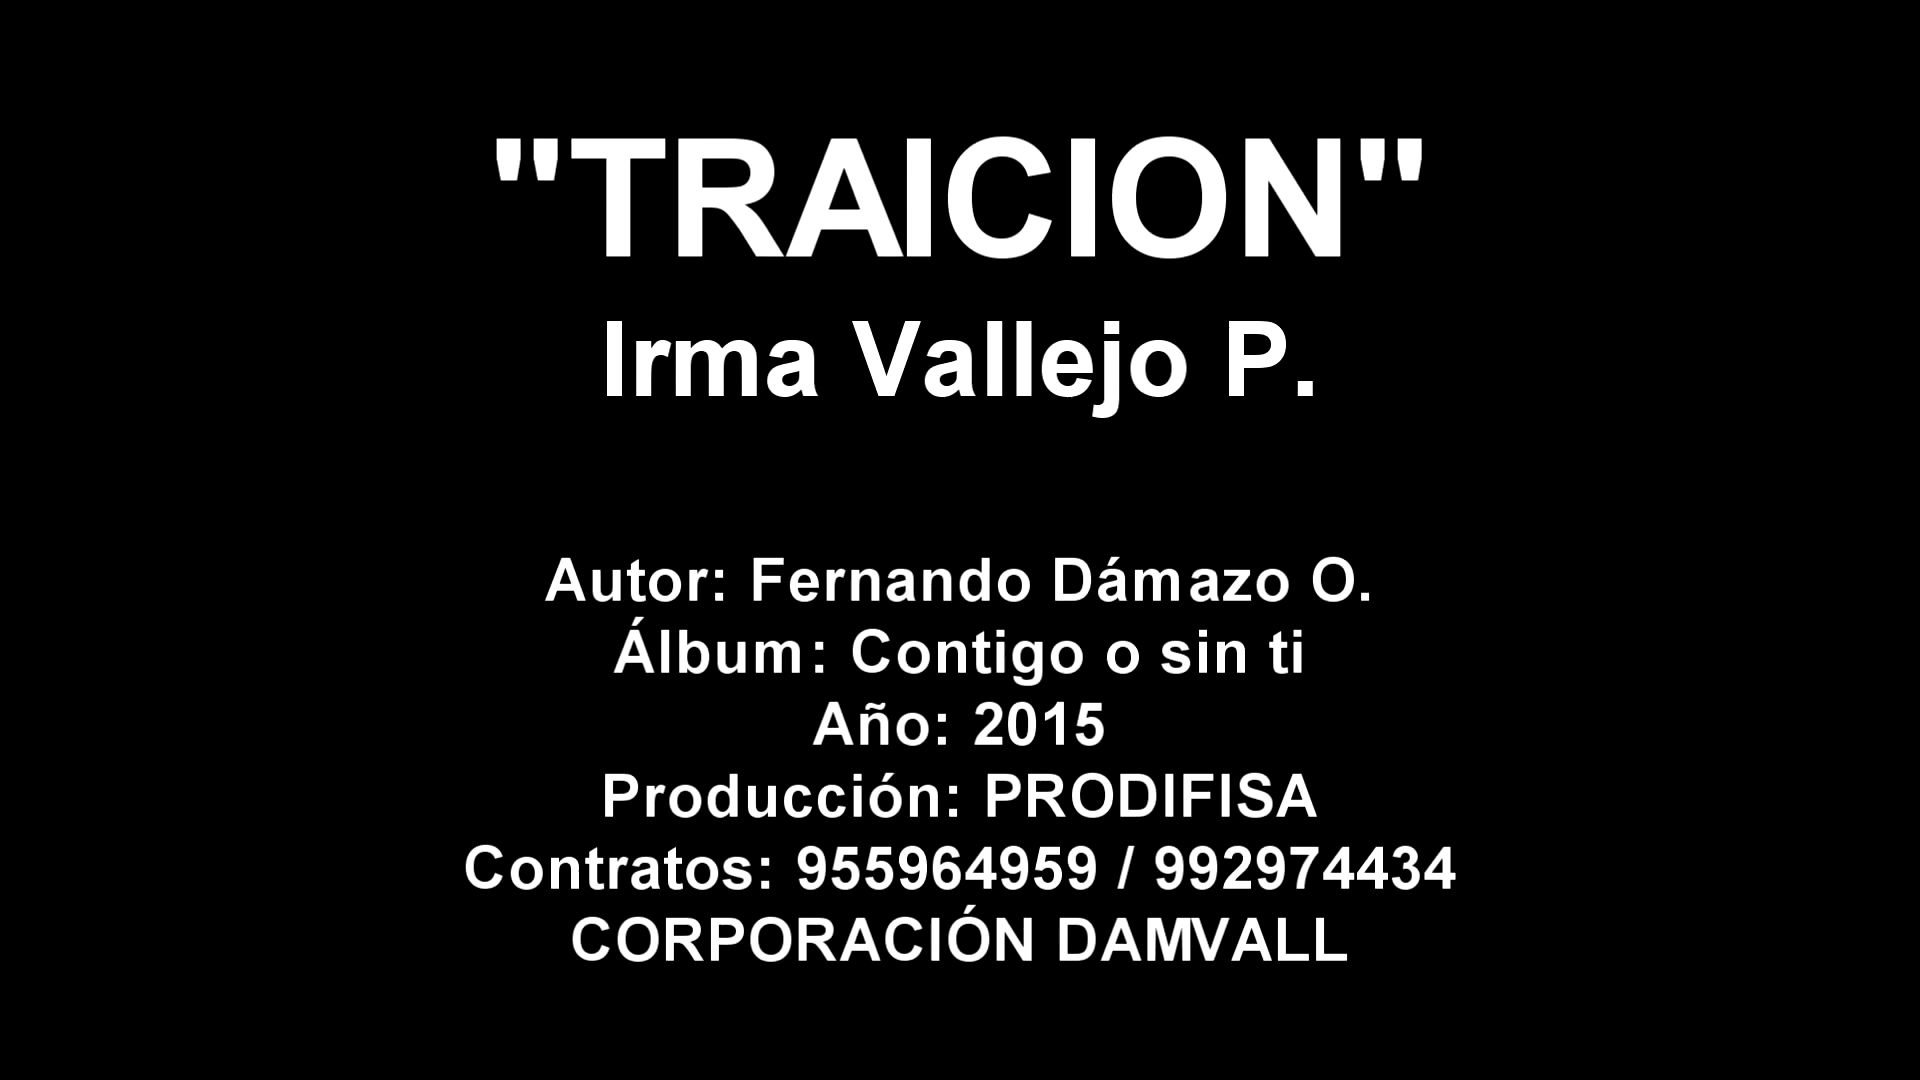 "TRAICION"
Irma Vallejo P.
Autor: Fernando Dámazo O.
Álbum: Contigo o sin ti
Año: 2015
Producción: PRODIFISA
Contratos: 955964959 / 992974434
CORPORACIÓN DAMVALL